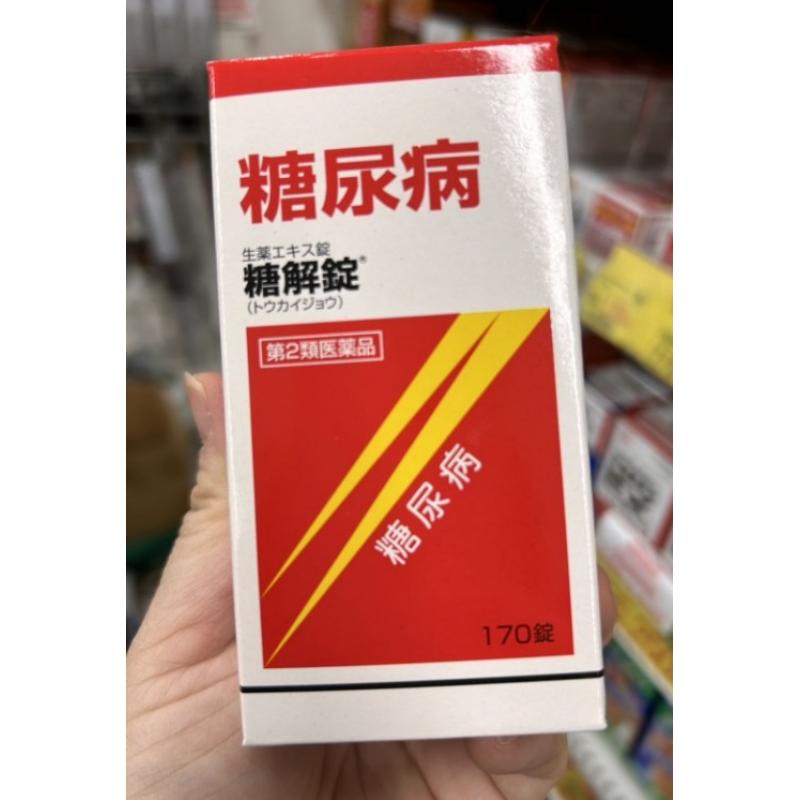 糖尿病
生薬エキス錠
糖解錠®
(トウカイジョウ)
第2類医薬品
糖尿病
170錠